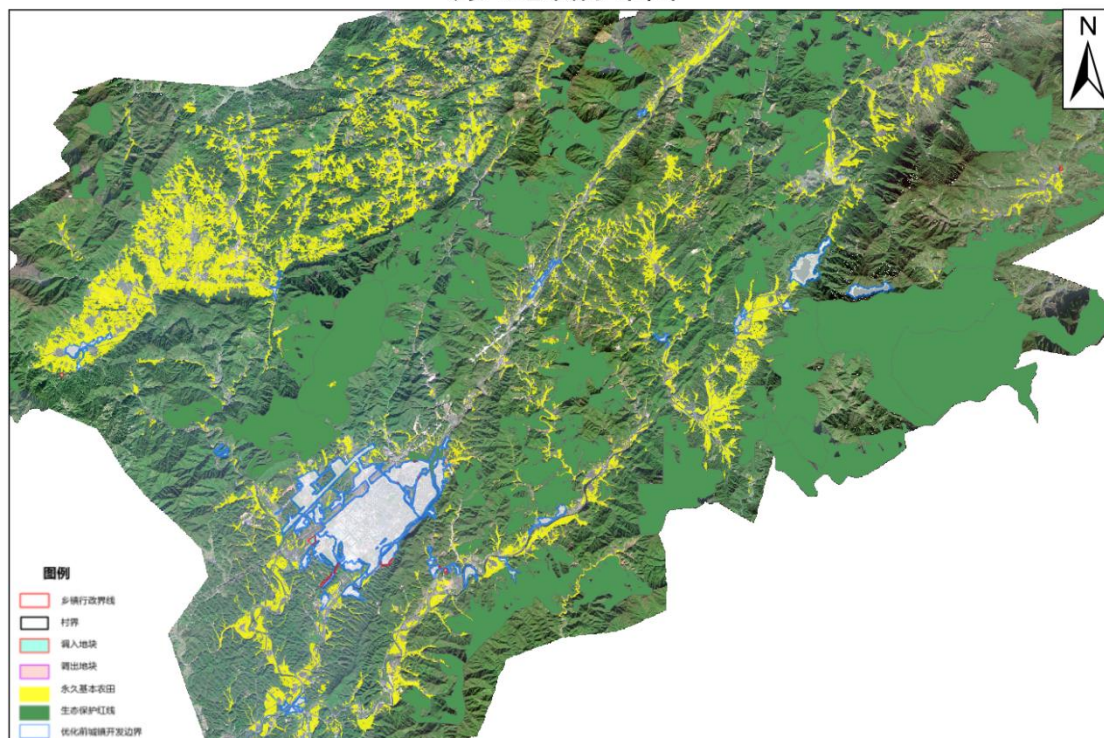 N
图例
乡镇行政界线
村界
调入地块
调出地块
永久基本农田
生态保护红线
优化前城镇开发边界